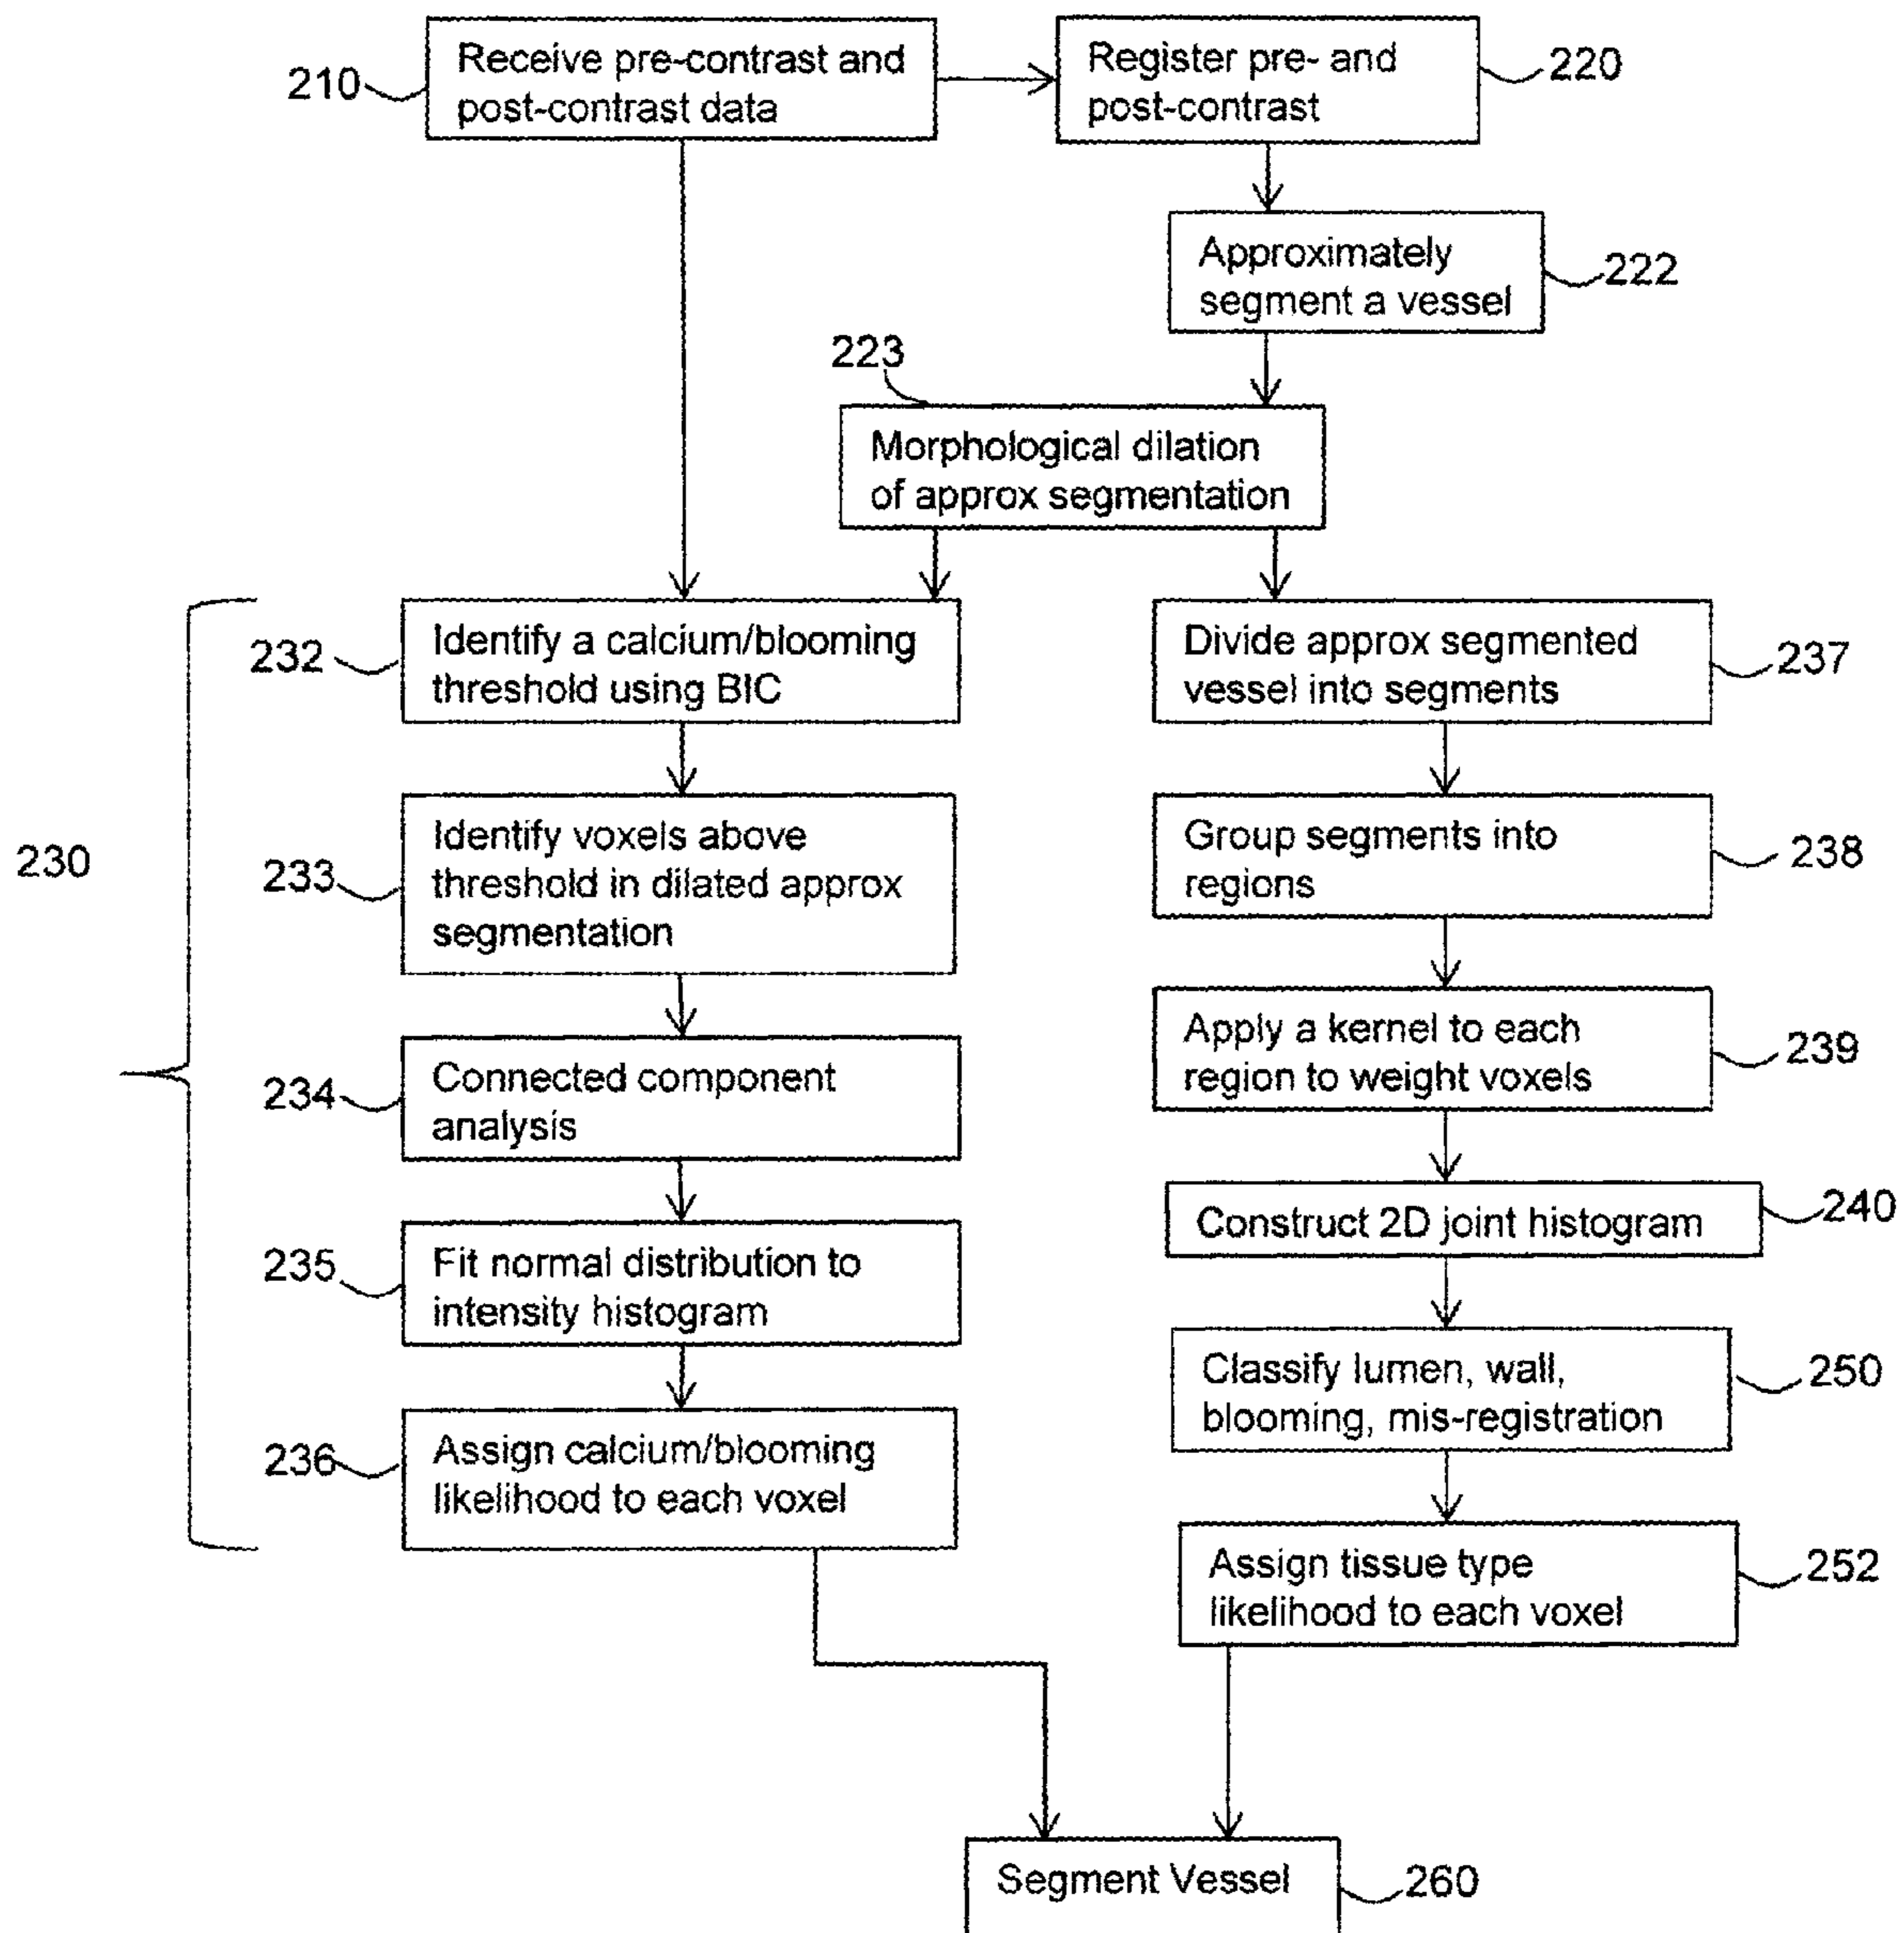 210
Receive pre-contrast and
post-contrast data
Register pre- and
post-contrast
220
Approximately
segment a vessel
222
223
Morphological dilation
of approx segmentation
230
232
Identify a calcium/blooming
threshold using BIC
Divide approx segmented
vessel into segments
237
233
Identify voxels above
threshold in dilated approx
segmentation
Group segments into
regions
238
234
Connected component
analysis
Apply a kernel to each
region to weight voxels
239
235
Fit normal distribution to
intensity histogram
Construct 2D joint histogram
240
236
Assign calcium/blooming
likelihood to each voxel
Classify lumen, wall,
blooming, mis-registration
250
Assign tissue type
likelihood to each voxel
252
Segment Vessel
260